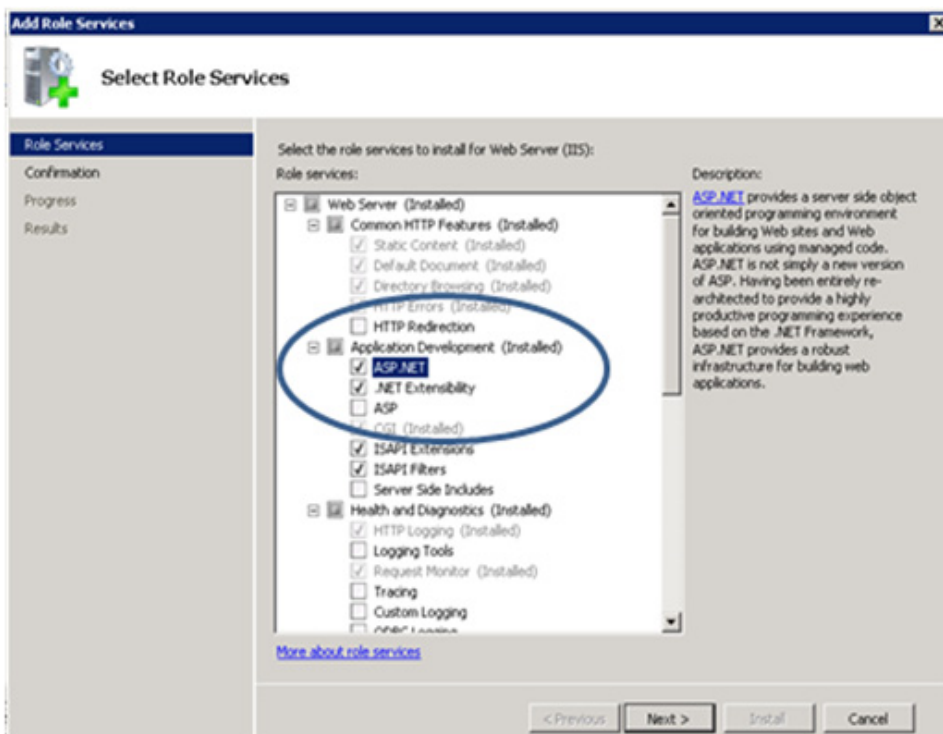 Add Role Services
Select Role Services
Role Services
Confirmation
Progress
Results
Select the role services to install for Web Server (IIS):
Role services:
Web Server (Installed)
Common HTTP Features (Installed)
Static Content (Installed)
Default Document (Installed)
Directory Browsing (Installed)
HTTP Errors (Installed)
HTTP Redirection
Application Development (Installed)
ASP.NET
.NET Extensibility
ASP
CGI (Installed)
ISAPI Extensions
ISAPI Filters
Server Side Includes
Health and Diagnostics (Installed)
HTTP Logging (Installed)
Logging Tools
Request Monitor (Installed)
Tracing
Custom Logging
ODBC Logging
More about role services
Description:
ASP.NET provides a server side object
oriented programming environment
for building Web sites and Web
applications using managed code.
ASP.NET is not simply a new version
of ASP. Having been entirely re-
architected to provide a highly
productive programming experience
based on the .NET Framework,
ASP.NET provides a robust
infrastructure for building web
applications.
< Previous
Next >
Install
Cancel